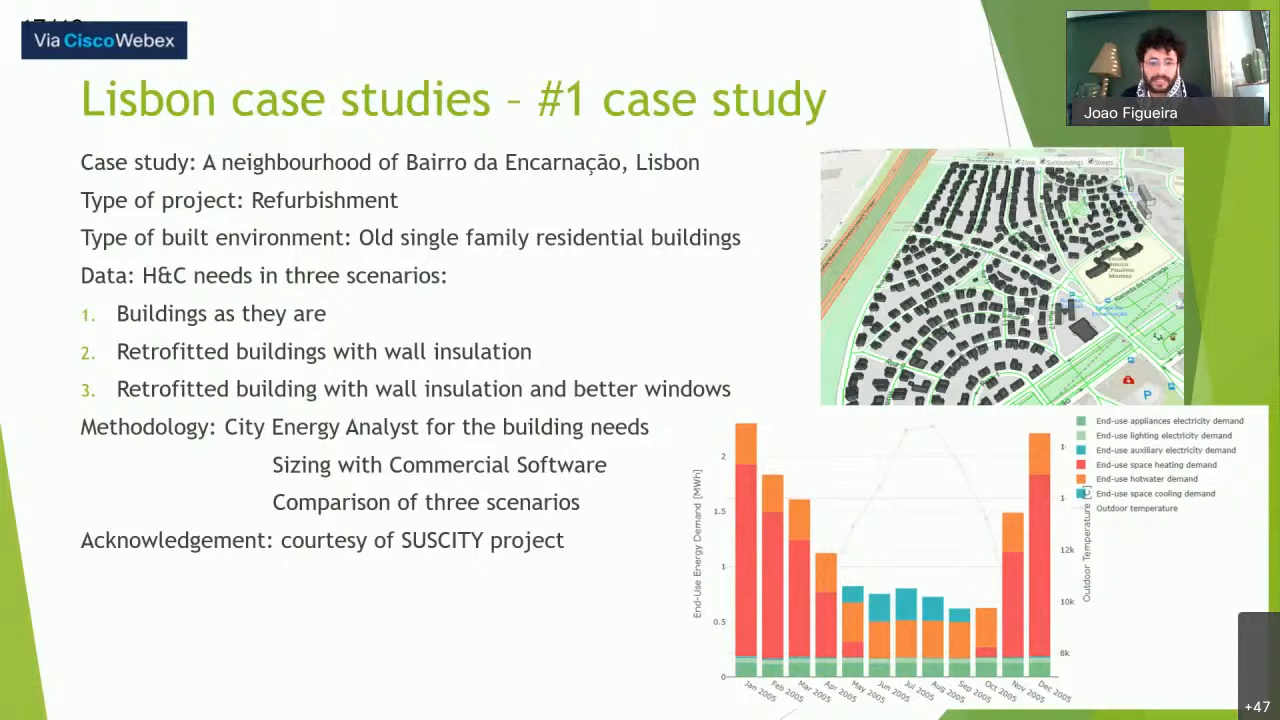 Via CiscoWebex
Joao Figueira
Lisbon case studies – #1 case study
Case study: A neighbourhood of Bairro da Encarnação, Lisbon
Type of project: Refurbishment
Type of built environment: Old single family residential buildings
Data: H&C needs in three scenarios:
1. Buildings as they are
2. Retrofitted buildings with wall insulation
3. Retrofitted building with wall insulation and better windows
Methodology: City Energy Analyst for the building needs
Sizing with Commercial Software
Comparison of three scenarios
Acknowledgement: courtesy of SUSCITY project
Zone Surroundings Streets
P
End-use appliances electricity demand
End-use lighting electricity demand
End-use auxiliary electricity demand
End-use space heating demand
End-use hotwater demand
End-use space cooling demand
Outdoor temperature
End-Use Energy Demand [MWh]
2
1.5
1
0.5
0
Outdoor Temperature [C]
12k
10k
8k
Jan 2005
Feb 2005
Mar 2005
Apr 2005
May 2005
Jun 2005
Jul 2005
Aug 2005
Sep 2005
Oct 2005
Nov 2005
Dec 2005
+47